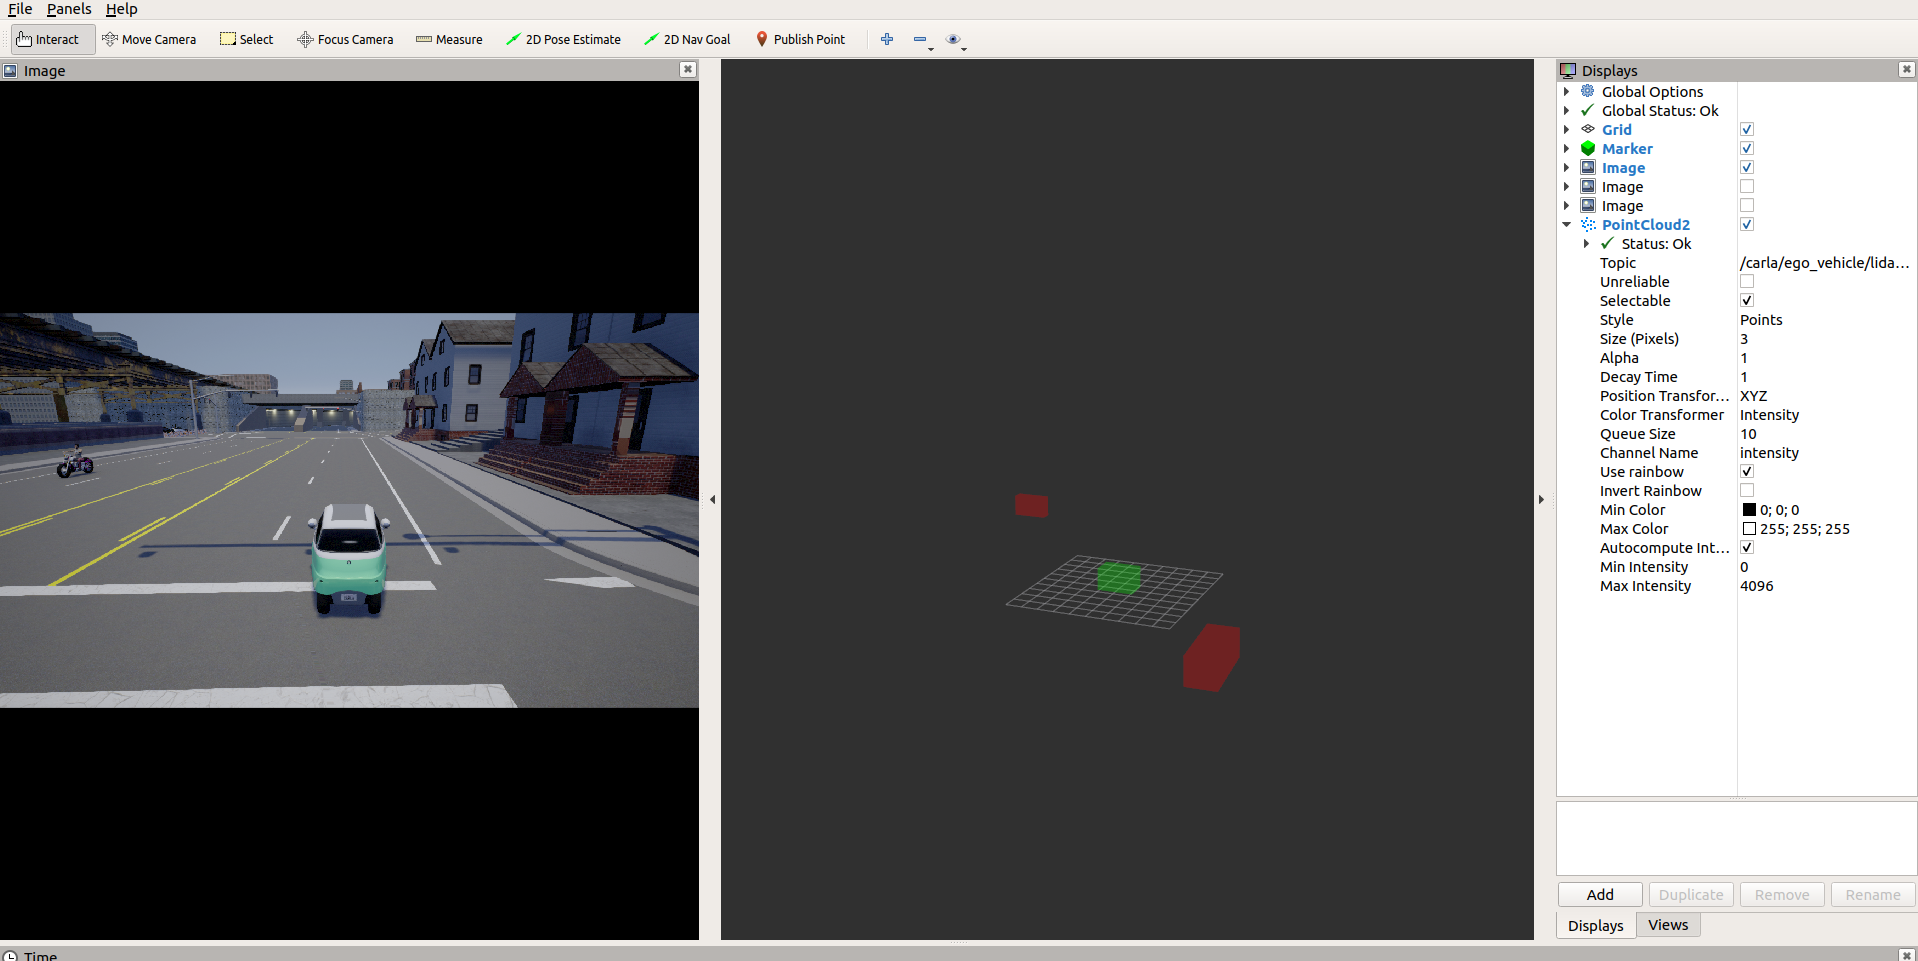 File Panels Help
Interact Move Camera Select Focus Camera Measure 2D Pose Estimate 2D Nav Goal Publish Point
Image
Displays
Global Options
Global Status: Ok
Grid
Marker
Image
Image
Image
PointCloud2
Status: Ok
Topic /carla/ego_vehicle/lida...
Unreliable
Selectable
Style Points
Size (Pixels) 3
Alpha 1
Decay Time 1
Position Transfor... XYZ
Color Transformer Intensity
Queue Size 10
Channel Name intensity
Use rainbow
Invert Rainbow
Min Color 0; 0; 0
Max Color 255; 255; 255
Autocompute Int...
Min Intensity 0
Max Intensity 4096
Add Duplicate Remove Rename
Displays Views
Time